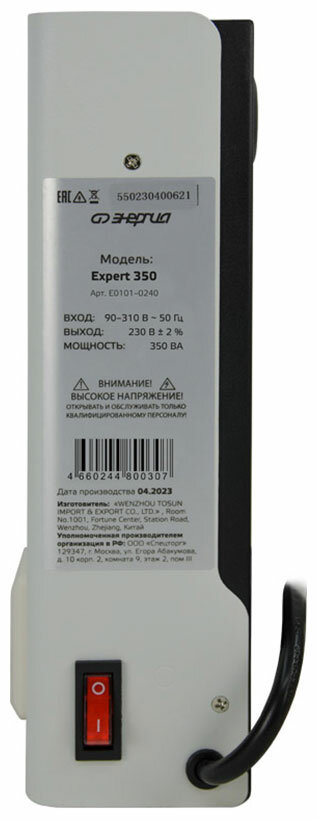 EAC 550230400621
ЭНЕРГИЯ
Модель:
Expert 350
Арт. E0101-0240
ВХОД: 90-310 В ~ 50 Гц
ВЫХОД: 230 В ± 2 %
МОЩНОСТЬ: 350 ВА
ВНИМАНИЕ!
ВЫСОКОЕ НАПРЯЖЕНИЕ!
ОТКРЫВАТЬ И ОБСЛУЖИВАТЬ ТОЛЬКО
КВАЛИФИЦИРОВАННОМУ ПЕРСОНАЛУ!
4 660244 800307
Дата производства 04.2023
Изготовитель: «WENZHOU TOSUN
IMPORT & EXPORT CO., LTD.» , Room
No.1001, Fortune Center, Station Road,
Wenzhou, Zhejiang, Китай
Уполномоченная производителем
организация в РФ: ООО «Спецторг»
129347, г. Москва, ул. Егора Абакумова,
д. 10 корп. 2, комната 9, этаж 2, пом III